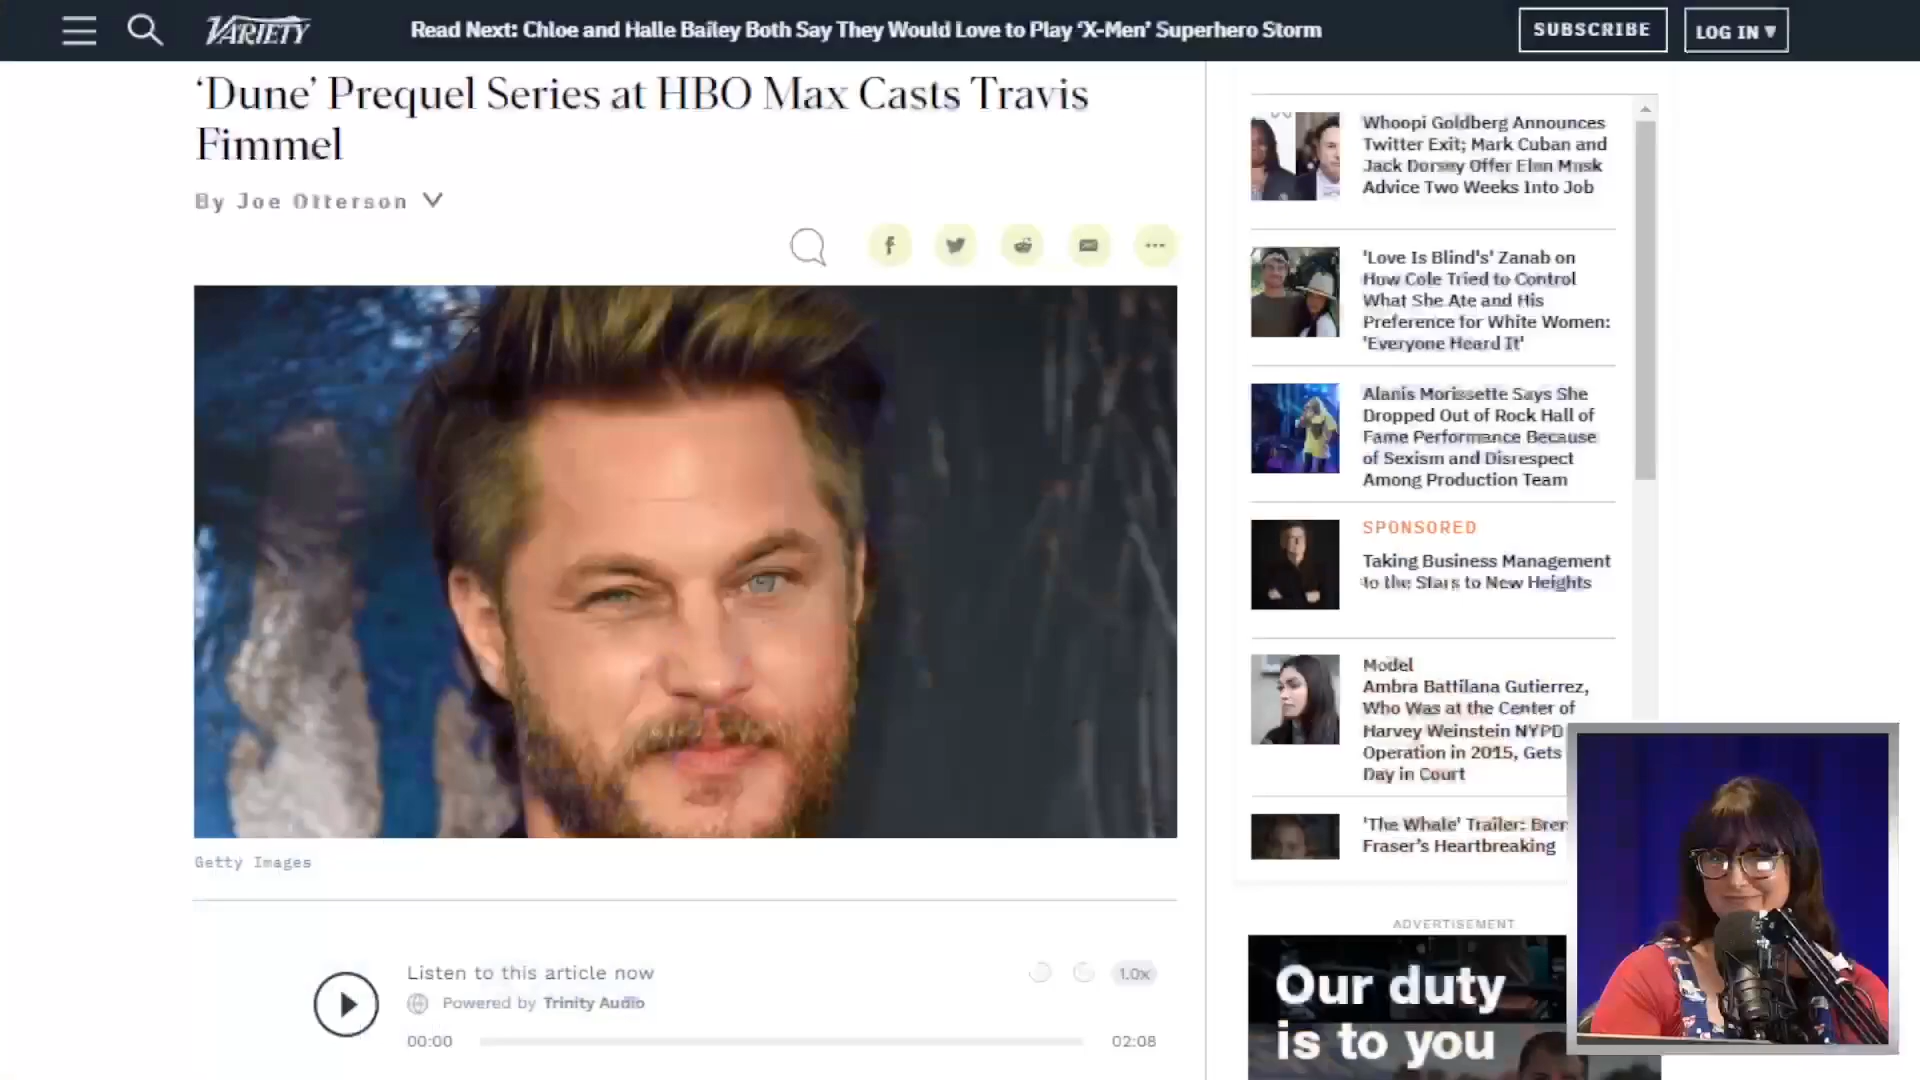 VARIETY
Read Next: Chloe and Halle Bailey Both Say They Would Love to Play ‘X-Men’ Superhero Storm
SUBSCRIBE
LOG IN ▾
‘Dune’ Prequel Series at HBO Max Casts Travis
Fimmel
By Joe Otterson
Getty Images
Listen to this article now
Powered by Trinity Audio
1.0x
00:00
02:08
Whoopi Goldberg Announces
Twitter Exit; Mark Cuban and
Jack Dorsey Offer Elon Musk
Advice Two Weeks Into Job
'Love Is Blind's' Zanab on
How Cole Tried to Control
What She Ate and His
Preference for White Women:
'Everyone Heard It'
Alanis Morissette Says She
Dropped Out of Rock Hall of
Fame Performance Because
of Sexism and Disrespect
Among Production Team
SPONSORED
Taking Business Management
to the Stars to New Heights
Model
Ambra Battilana Gutierrez,
Who Was at the Center of
Harvey Weinstein NYPD
Operation in 2015, Gets
Day in Court
'The Whale' Trailer: Bren
Fraser’s Heartbreaking
ADVERTISEMENT
Our duty
is to you